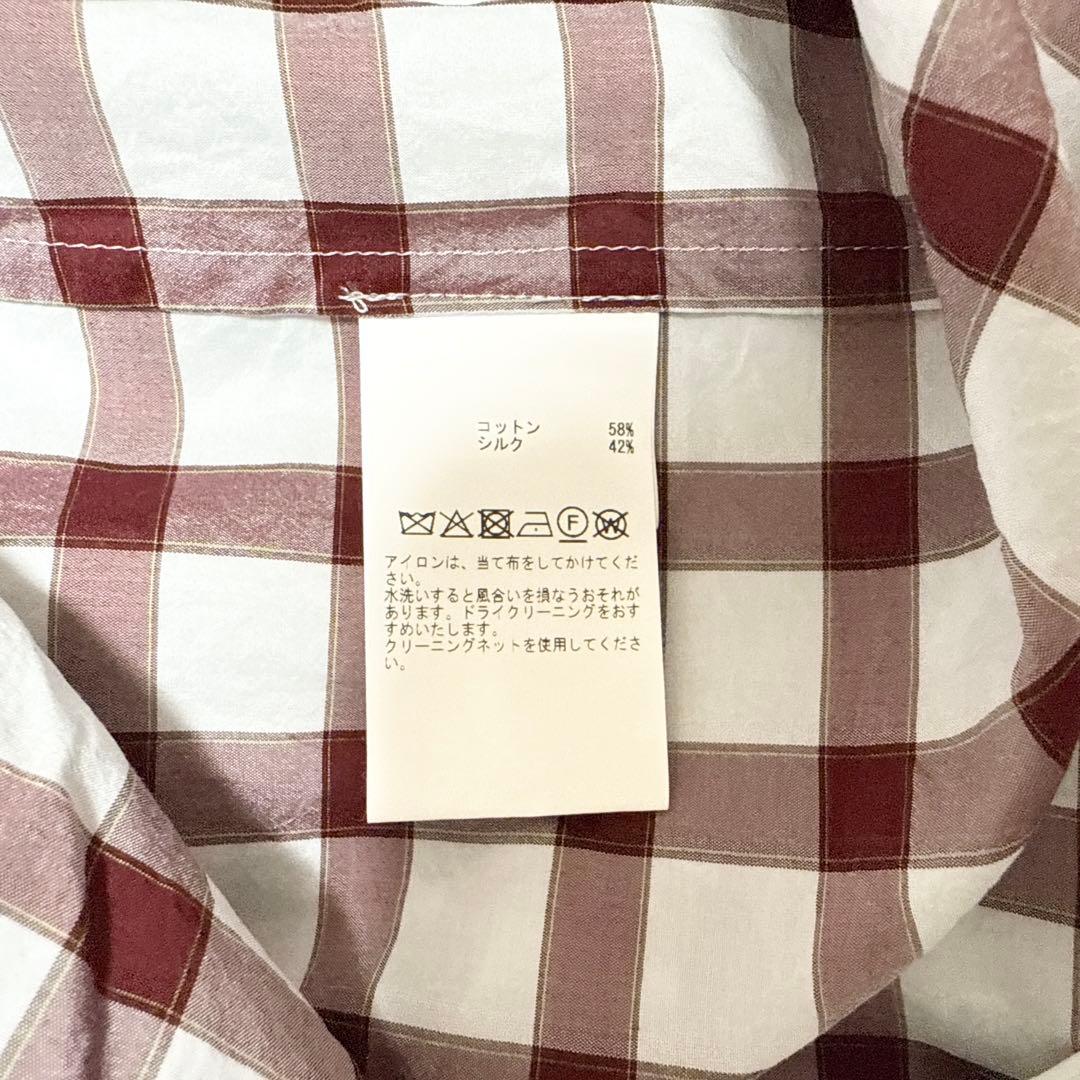 コットン 58%
シルク 42%
F W
アイロンは、当て布をしてかけてくだ
さい。
水洗いすると風合いを損なうおそれが
あります。ドライクリーニングをおす
すめいたします。
クリーニングネットを使用してくださ
い。